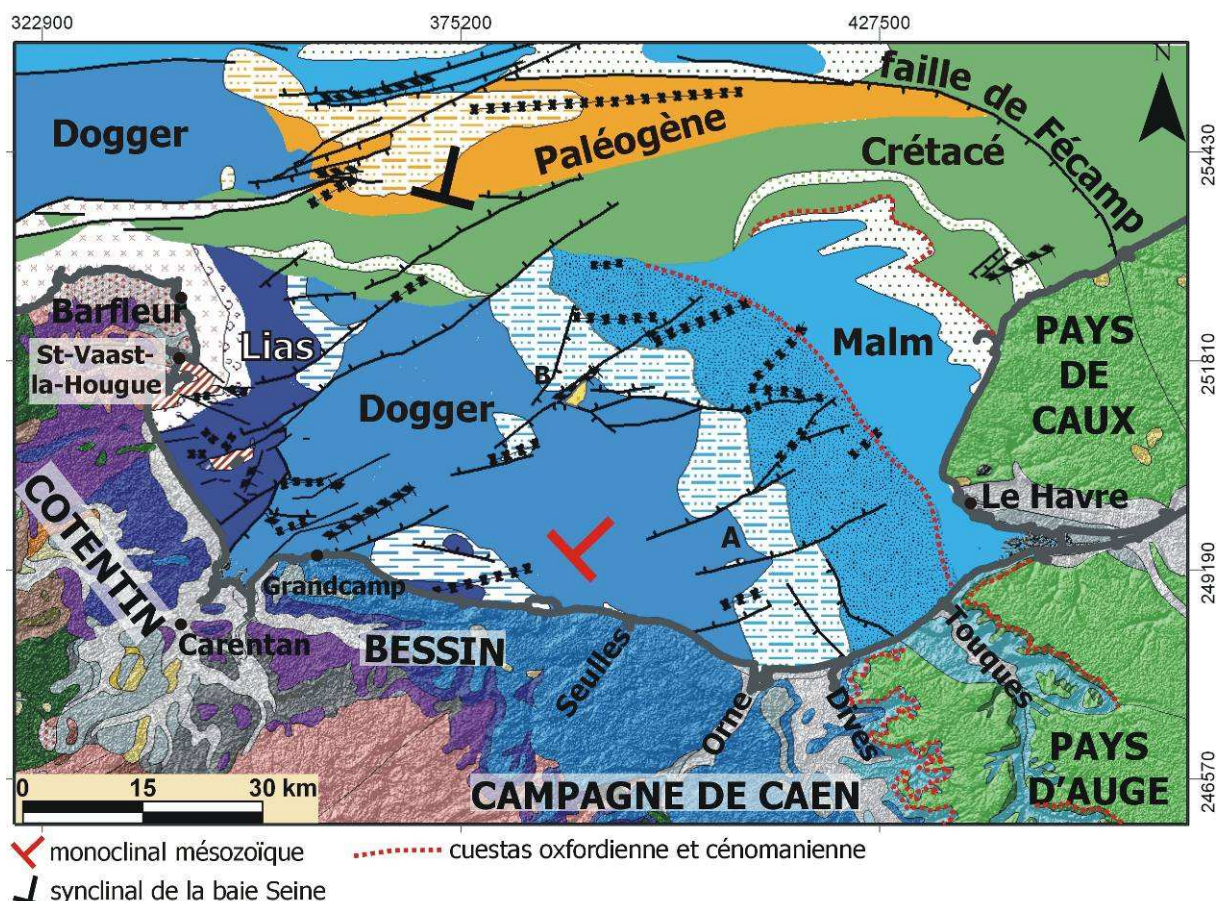 322900
375200
427500
N
faille de Fécamp
Dogger
Paléogène
Crétacé
254430
Barfleur
St-Vaast-
la-Hougue
Lias
Malm
PAYS
DE
CAUX
251810
B
Dogger
Le Havre
COTENTIN
A
Grandcamp
249190
Carentan
BESSIN
Seulles
Orne
Dives
Touques
PAYS
D'AUGE
246570
0 15 30 km
CAMPAGNE DE CAEN
monoclinal mésozoïque
cuestas oxfordienne et cénomanienne
synclinal de la baie Seine